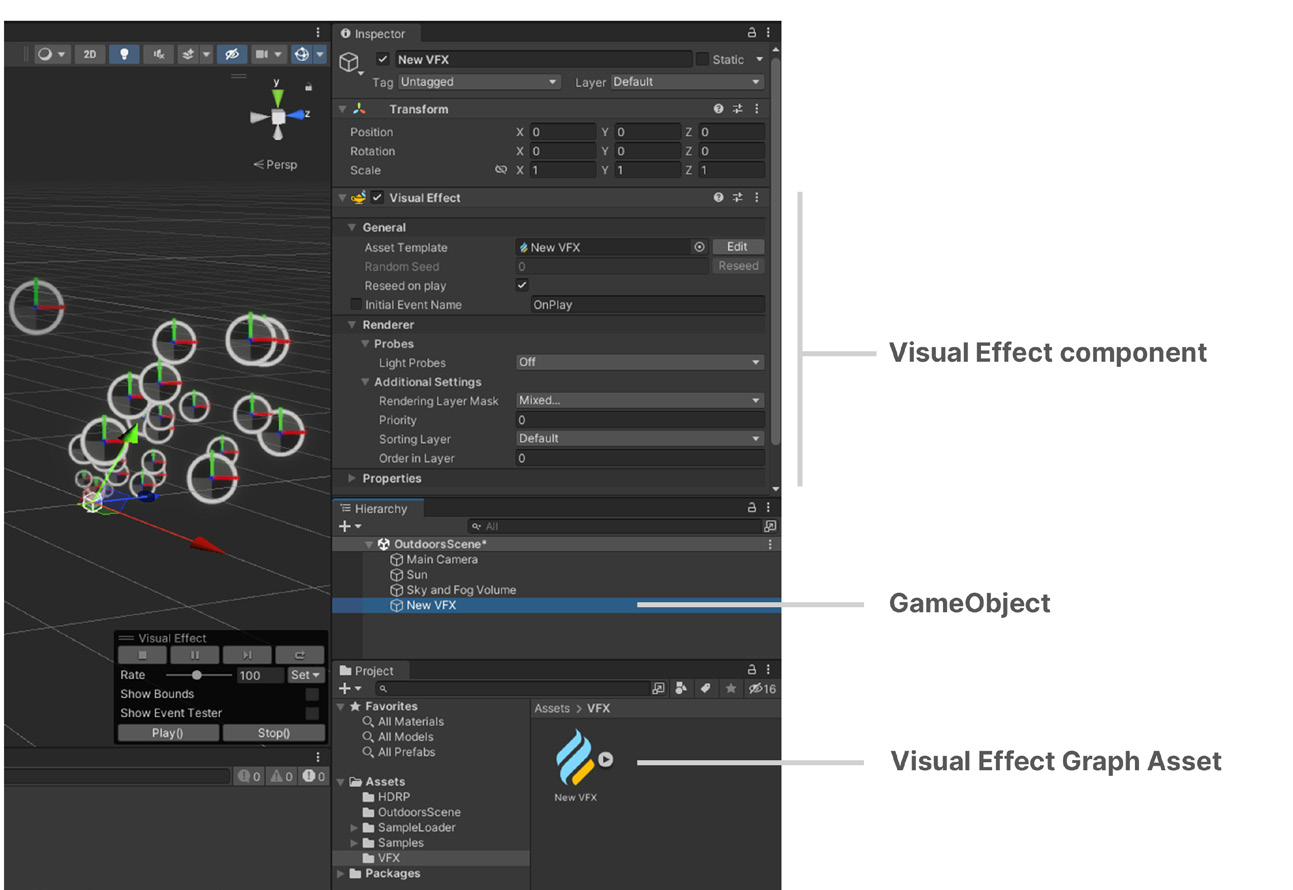 Inspector
2D
New VFX
Static
Tag Untagged Layer Default
y
z
Persp
Transform
Position X 0 Y 0 Z 0
Rotation X 0 Y 0 Z 0
Scale X 1 Y 1 Z 1
Visual Effect
General
Asset Template New VFX Edit
Random Seed 0 Reseed
Reseed on play
Initial Event Name OnPlay
Renderer
Probes
Light Probes Off
Additional Settings
Rendering Layer Mask Mixed...
Priority 0
Sorting Layer Default
Order in Layer 0
Properties
Visual Effect component
Hierarchy
All
OutdoorsScene*
Main Camera
Sun
Sky and Fog Volume
New VFX
GameObject
Visual Effect
Rate 100 Set
Show Bounds
Show Event Tester
Play() Stop()
0 0 0
Project
16
Favorites
All Materials
All Models
All Prefabs
Assets
HDRP
OutdoorsScene
SampleLoader
Samples
VFX
Packages
Assets > VFX
New VFX
Visual Effect Graph Asset